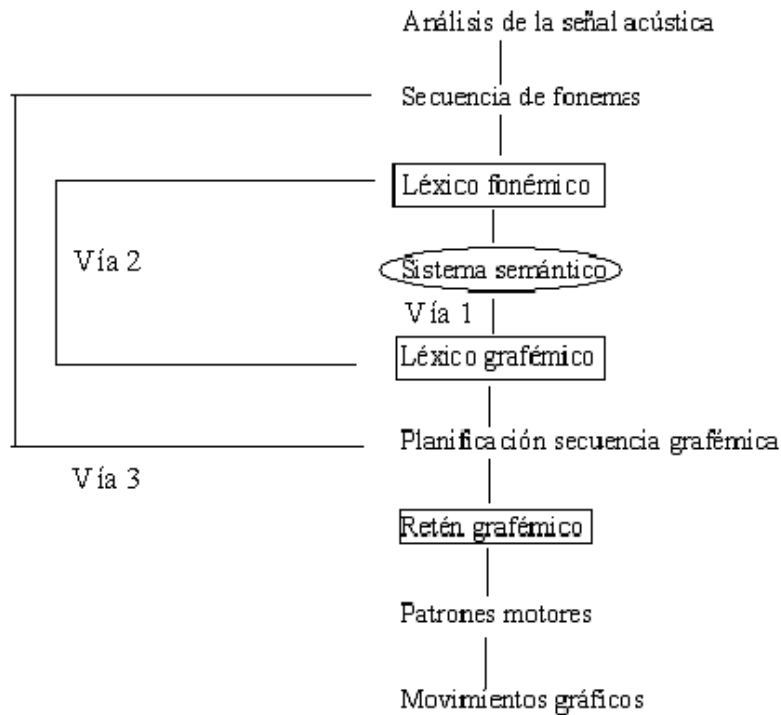 Análisis de la señal acústica
Secuencia de fonemas
Léxico fonémico
Vía 2
Sistema semántico
Vía 1
Léxico grafémico
Planificación secuencia grafémica
Vía 3
Retén grafémico
Patrones motores
Movimientos gráficos